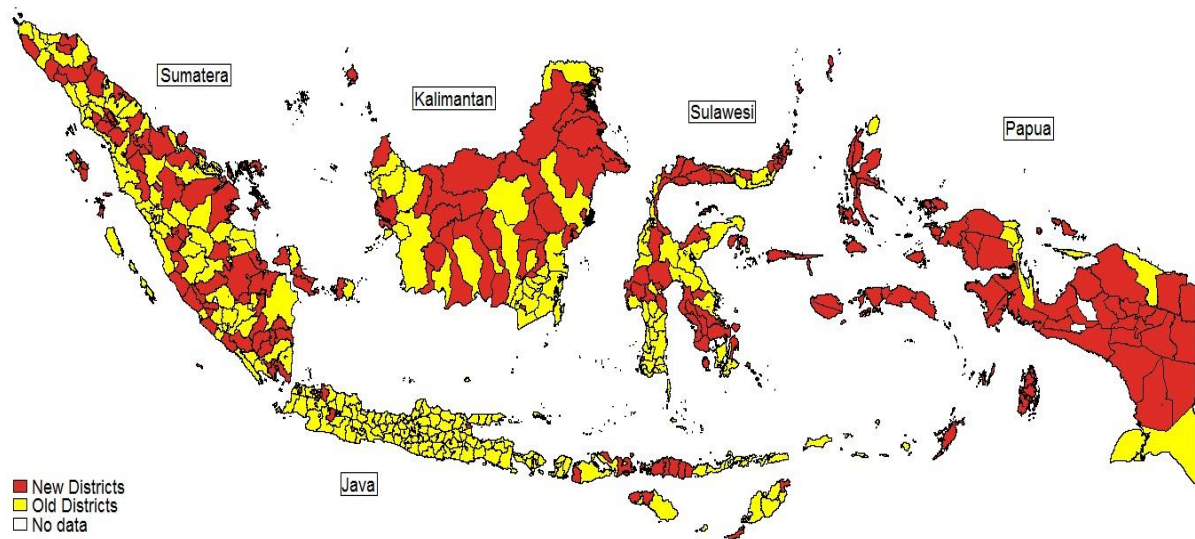 Sumatera
Kalimantan
Sulawesi
Papua
Java
New Districts
Old Districts
No data